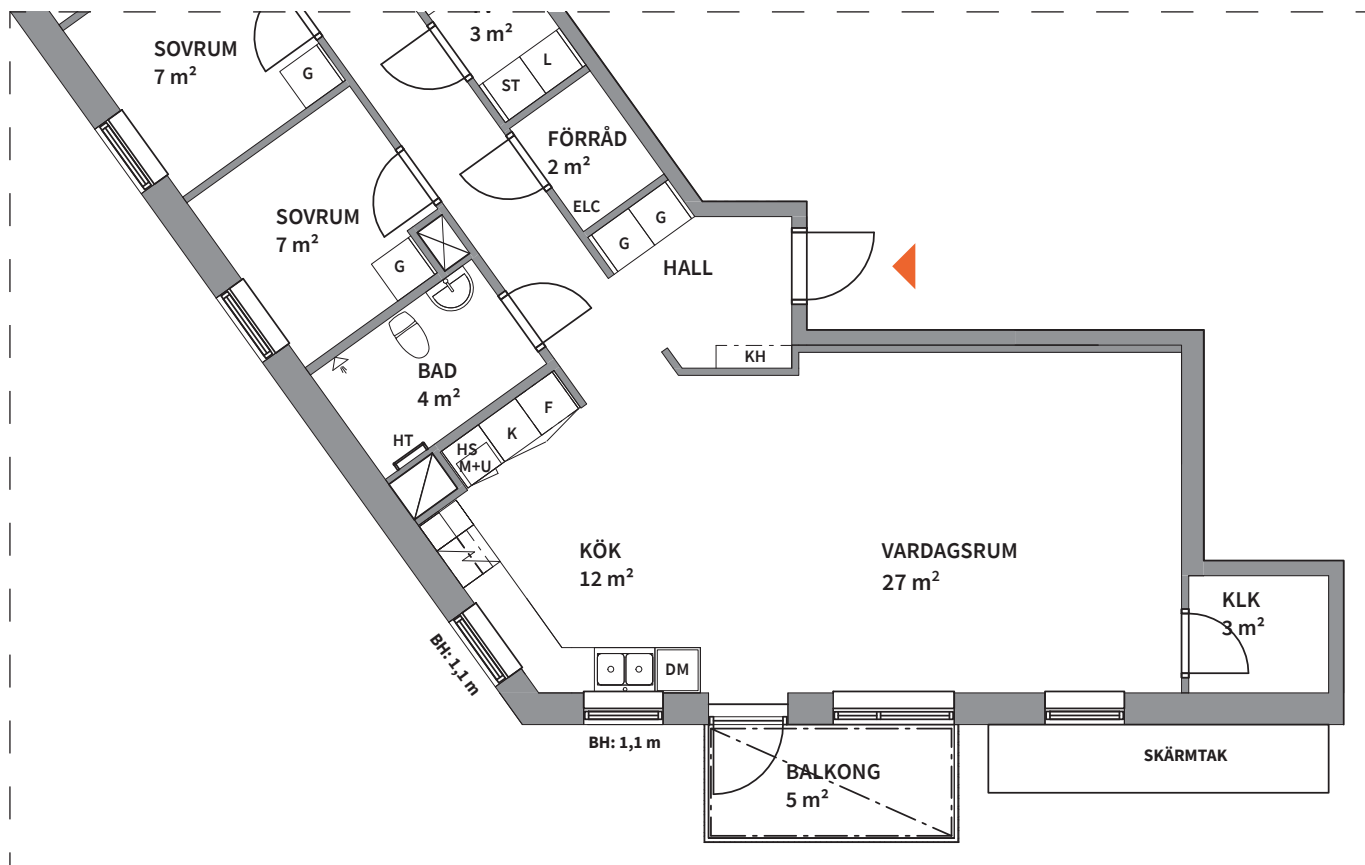 3 m²
SOVRUM
7 m²
G
L
ST
FÖRRÅD
2 m²
ELC
G
G
SOVRUM
7 m²
G
HALL
KH
BAD
4 m²
HT
F
K
HS
M+U
KÖK
12 m²
VARDAGSRUM
27 m²
KLK
3 m²
DM
BH: 1,1 m
BH: 1,1 m
BALKONG
5 m²
SKÄRMTAK